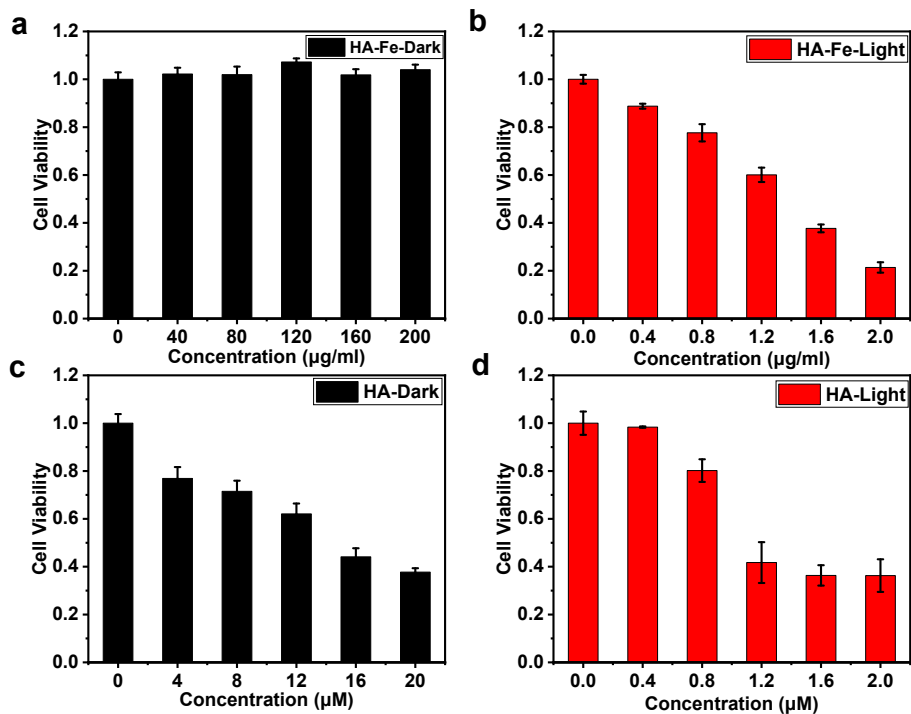 a
HA-Fe-Dark
Cell Viability
1.2
1.0
0.8
0.6
0.4
0.2
0.0
0 40 80 120 160 200
Concentration (μg/ml)
b
HA-Fe-Light
Cell Viability
1.2
1.0
0.8
0.6
0.4
0.2
0.0
0.0 0.4 0.8 1.2 1.6 2.0
Concentration (μg/ml)
c
HA-Dark
Cell Viability
1.2
1.0
0.8
0.6
0.4
0.2
0.0
0 4 8 12 16 20
Concentration (μM)
d
HA-Light
Cell Viability
1.2
1.0
0.8
0.6
0.4
0.2
0.0
0.0 0.4 0.8 1.2 1.6 2.0
Concentration (μM)